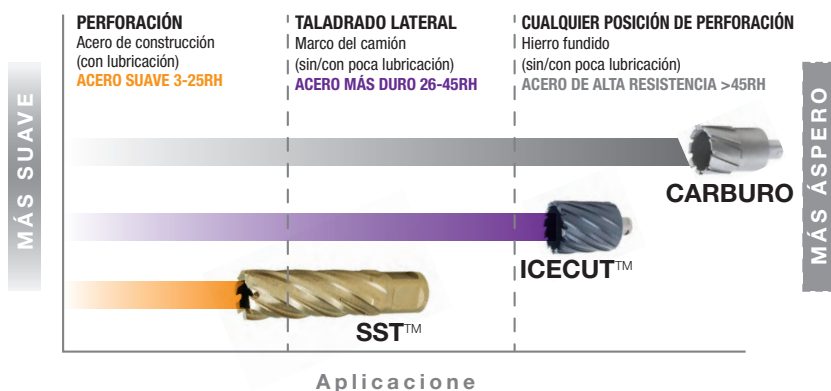 PERFORACIÓN
Acero de construcción
(con lubricación)
ACERO SUAVE 3-25RH
TALADRADO LATERAL
Marco del camión
(sin/con poca lubricación)
ACERO MÁS DURO 26-45RH
CUALQUIER POSICIÓN DE PERFORACIÓN
Hierro fundido
(sin/con poca lubricación)
ACERO DE ALTA RESISTENCIA >45RH
MÁS SUAVE
MÁS ÁSPERO
CARBURO
ICECUT™
SST™
Aplicacione